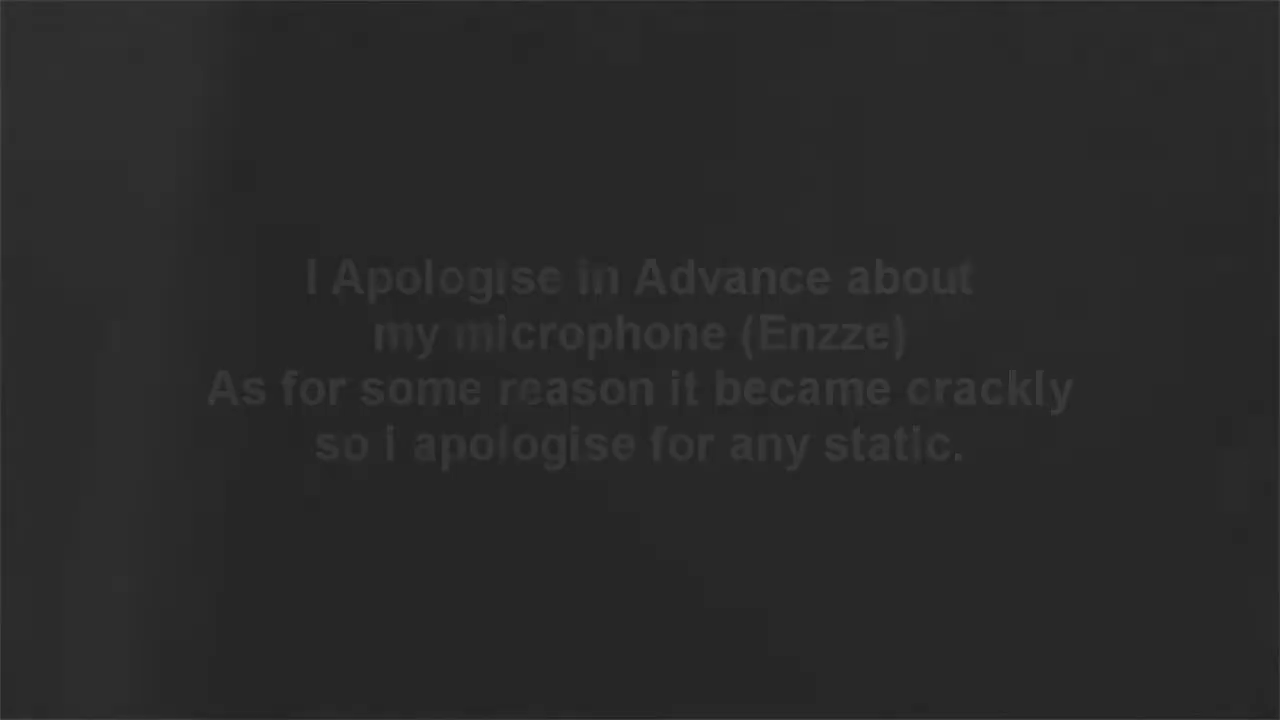 I Apologise in Advance about
my microphone (Enzze)
As for some reason it became crackly
so i apologise for any static.